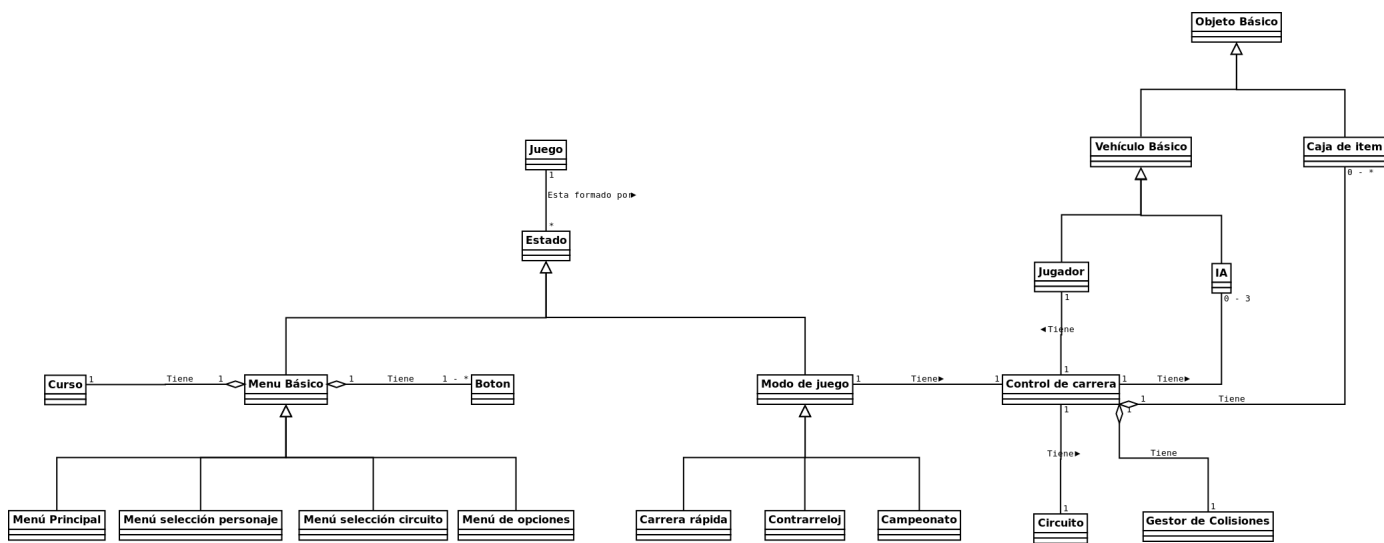 Objeto Básico
Juego
Vehículo Básico
Caja de item
1
0 - *
Esta formado por►
*
Estado
Jugador
IA
1
0 - 3
◄Tiene
1
Curso
1
Tiene
1
Menu Básico
1
Tiene
1 - *
Boton
Modo de juego
1
Tiene►
1
Control de carrera
1
Tiene►
1
Tiene
1
1
Tiene►
Tiene
Menú Principal
Menú selección personaje
Menú selección circuito
Menú de opciones
Carrera rápida
Contrarreloj
Campeonato
1
Circuito
1
Gestor de Colisiones